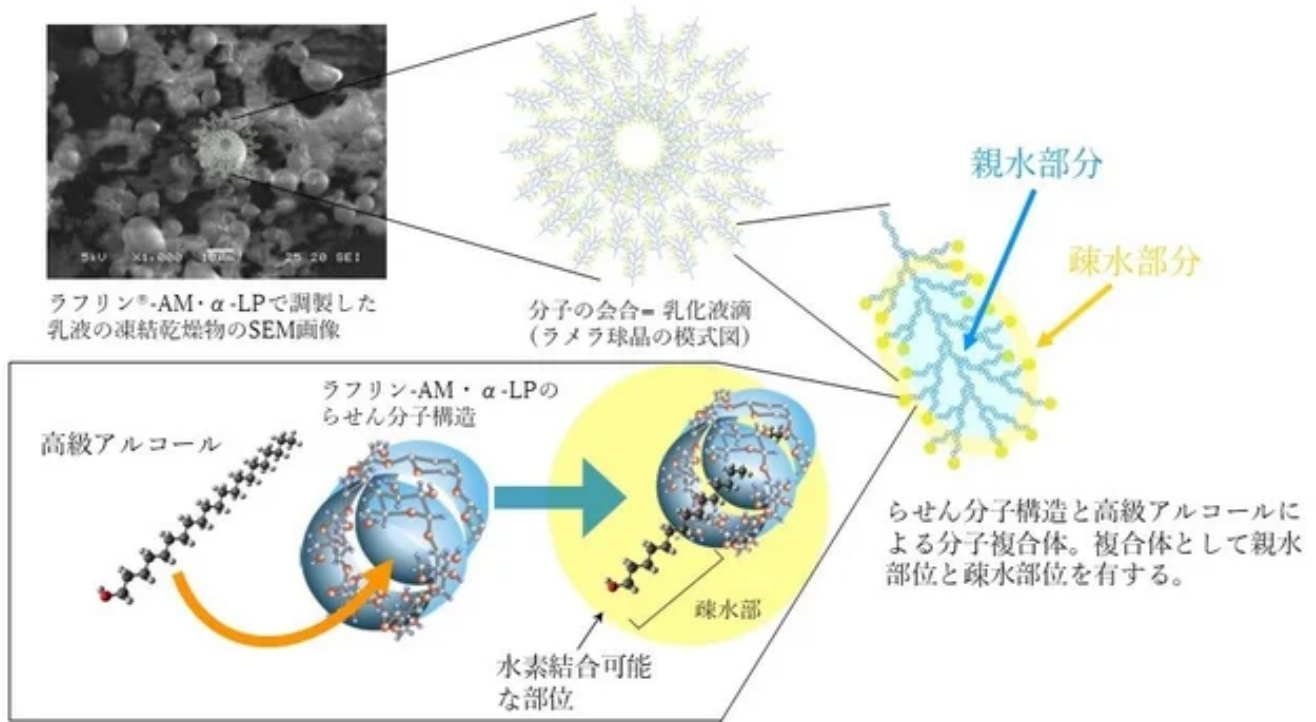 5kV X1,000 10μm 25 20 SEI
ラフリン®-AM・α-LPで調製した
乳液の凍結乾燥物のSEM画像
分子の会合= 乳化液滴
(ラメラ球晶の模式図)
親水部分
疎水部分
らせん分子構造と高級アルコールに
よる分子複合体。複合体として親水
部位と疎水部位を有する。
高級アルコール
ラフリン-AM・α-LPの
らせん分子構造
疎水部
水素結合可能
な部位